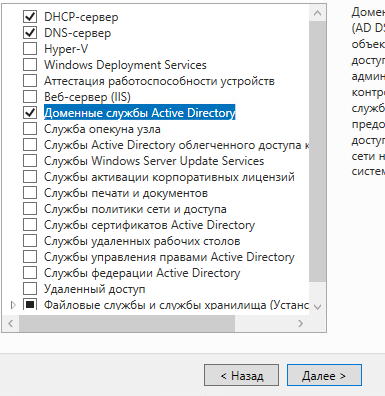 DHCP-сервер
DNS-сервер
Hyper-V
Windows Deployment Services
Аттестация работоспособности устройств
Веб-сервер (IIS)
Доменные службы Active Directory
Служба опекуна узла
Службы Active Directory облегченного доступа к
Службы Windows Server Update Services
Службы активации корпоративных лицензий
Службы печати и документов
Службы политики сети и доступа
Службы сертификатов Active Directory
Службы удаленных рабочих столов
Службы управления правами Active Directory
Службы федерации Active Directory
Удаленный доступ
Файловые службы и службы хранилища (Устано
Домен
(AD DS
объек
доступ
админ
контро
служб
предо
доступ
сети н
систем
< Назад
Далее >